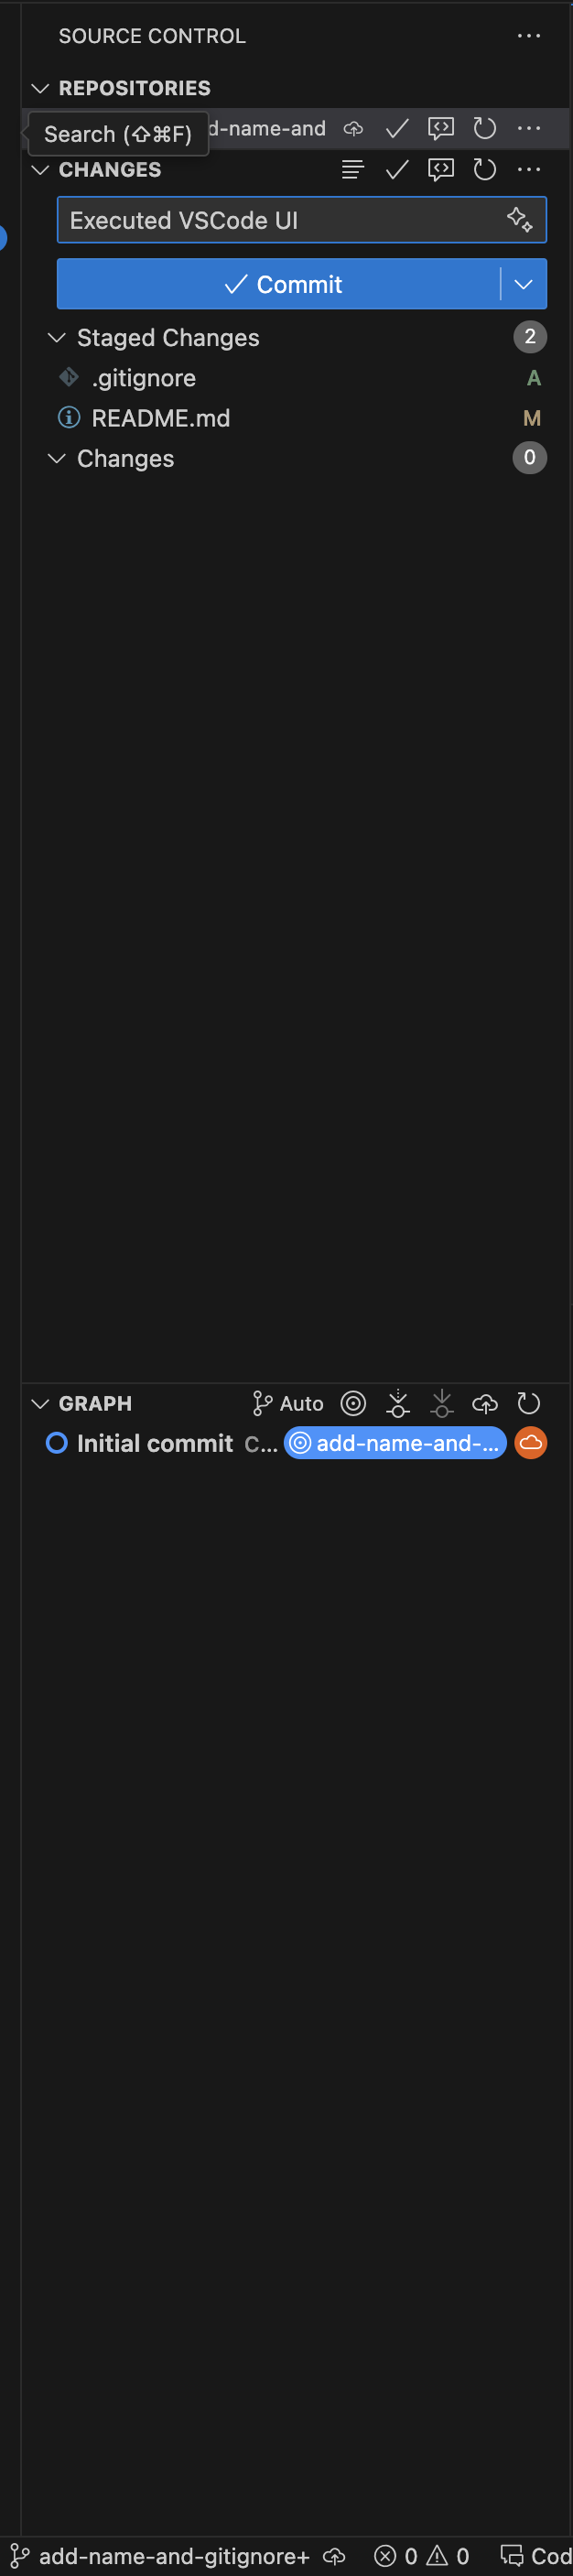 SOURCE CONTROL
REPOSITORIES
Search (⇧⌘F) d-name-and
CHANGES
Executed VSCode UI
Commit
Staged Changes 2
.gitignore A
README.md M
Changes 0
GRAPH Auto
Initial commit C... add-name-and-...
add-name-and-gitignore+ 0 0 Cod